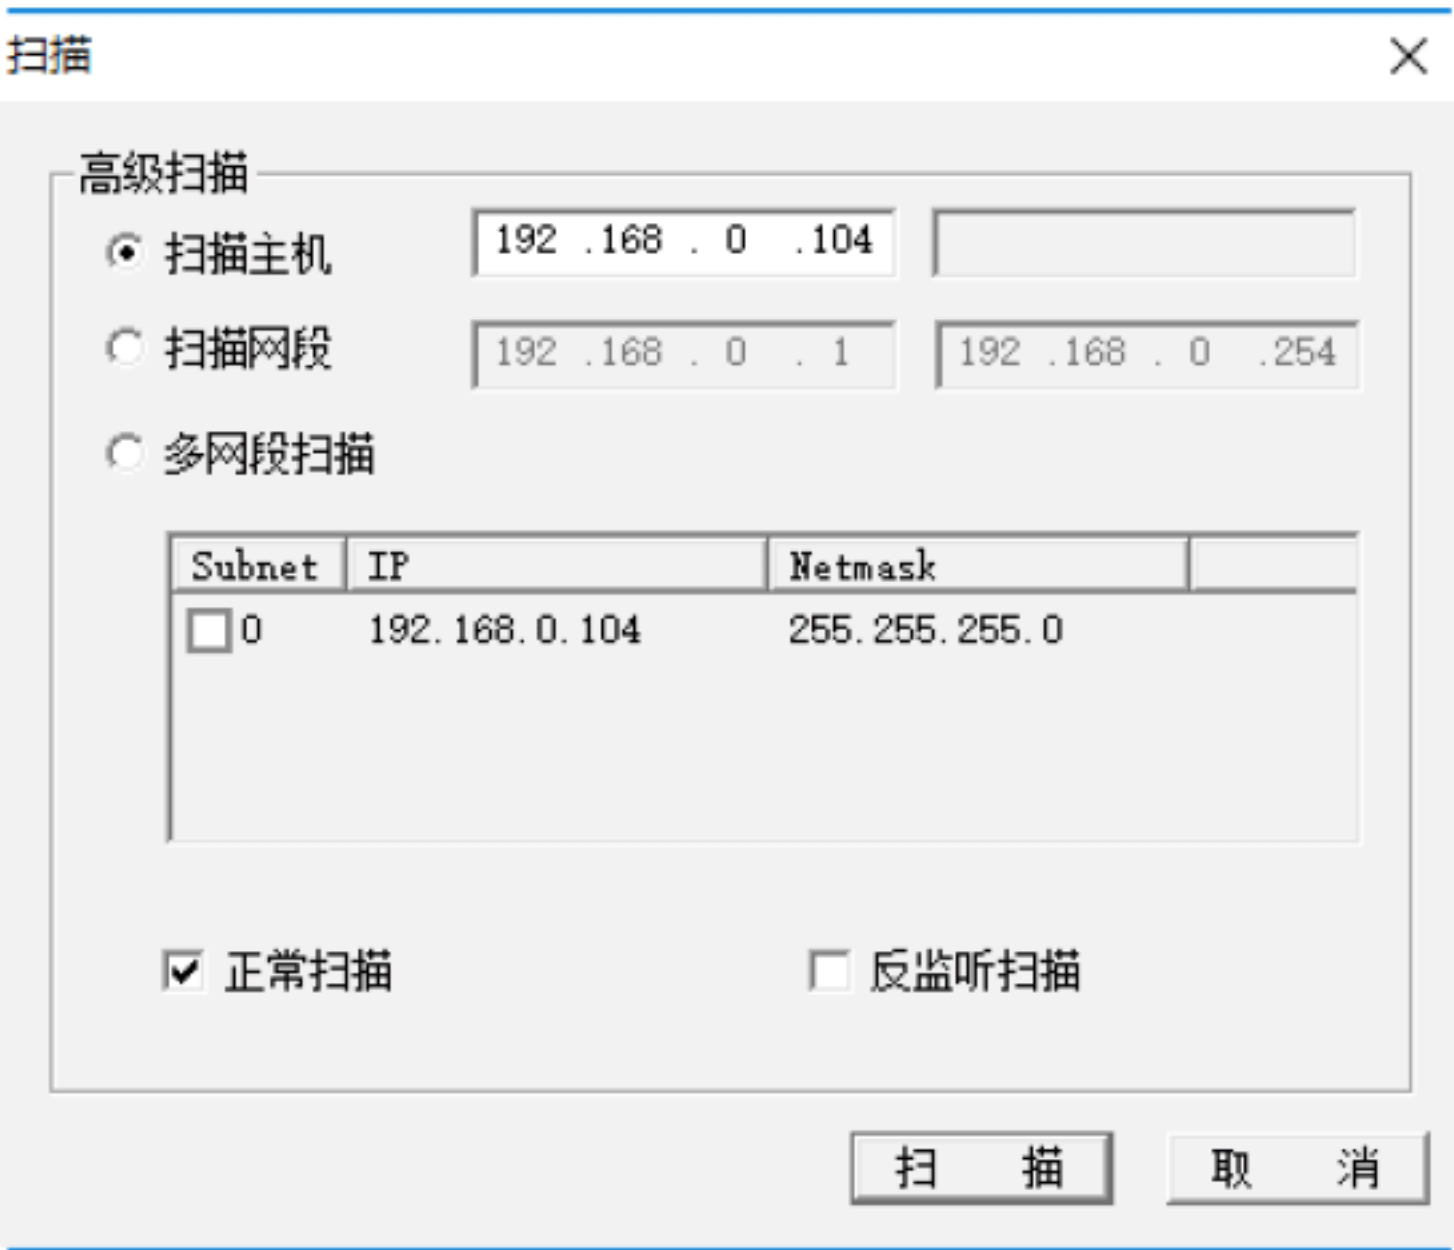 扫描
高级扫描
扫描主机 192 .168 . 0 .104
扫描网段 192 .168 . 0 . 1 192 .168 . 0 .254
多网段扫描
Subnet IP Netmask
0 192.168.0.104 255.255.255.0
正常扫描 反监听扫描
扫 描 取 消